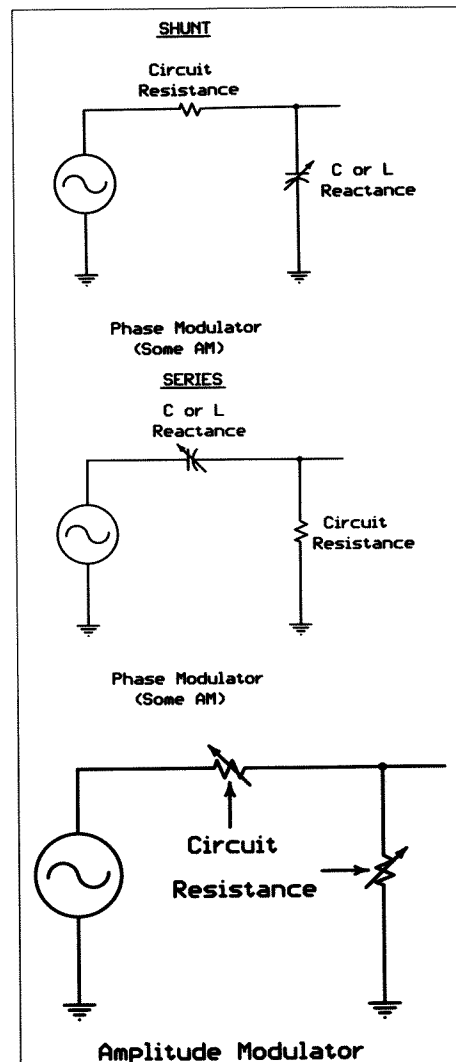 SHUNT
Circuit
Resistance
C or L
Reactance
Phase Modulator
(Some AM)
SERIES
C or L
Reactance
Circuit
Resistance
Phase Modulator
(Some AM)
Circuit
Resistance
Amplitude Modulator